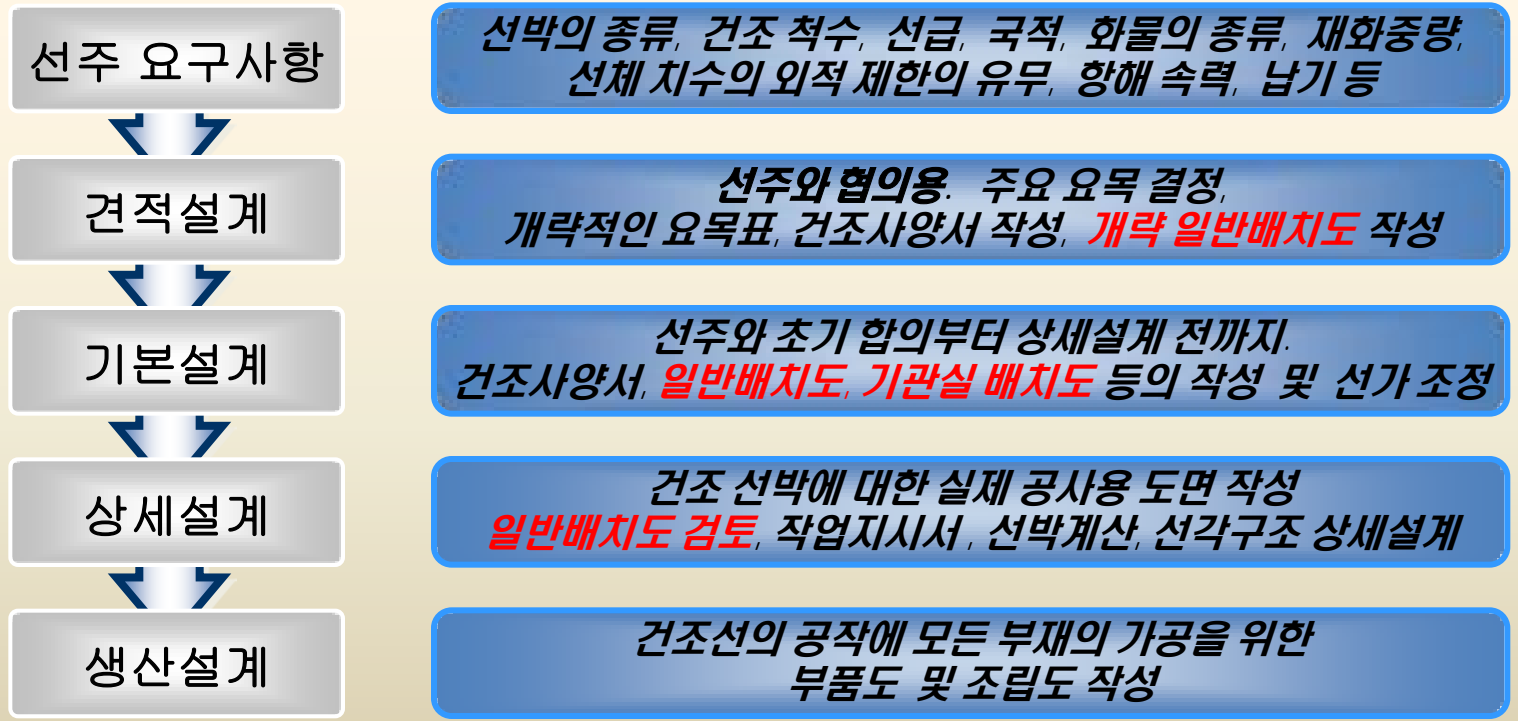 선주 요구사항
선박의 종류, 건조 척수, 선급, 국적, 화물의 종류, 재화중량,
선체 치수의 외적 제한의 유무, 항해 속력, 납기 등
견적설계
선주와 협의용. 주요 요목 결정,
개략적인 요목표, 건조사양서 작성, 개략 일반배치도 작성
기본설계
선주와 초기 합의부터 상세설계 전까지.
건조사양서, 일반배치도, 기관실 배치도 등의 작성 및 선가 조정
상세설계
건조 선박에 대한 실제 공사용 도면 작성
일반배치도 검토, 작업지시서 , 선박계산, 선각구조 상세설계
생산설계
건조선의 공작에 모든 부재의 가공을 위한
부품도 및 조립도 작성